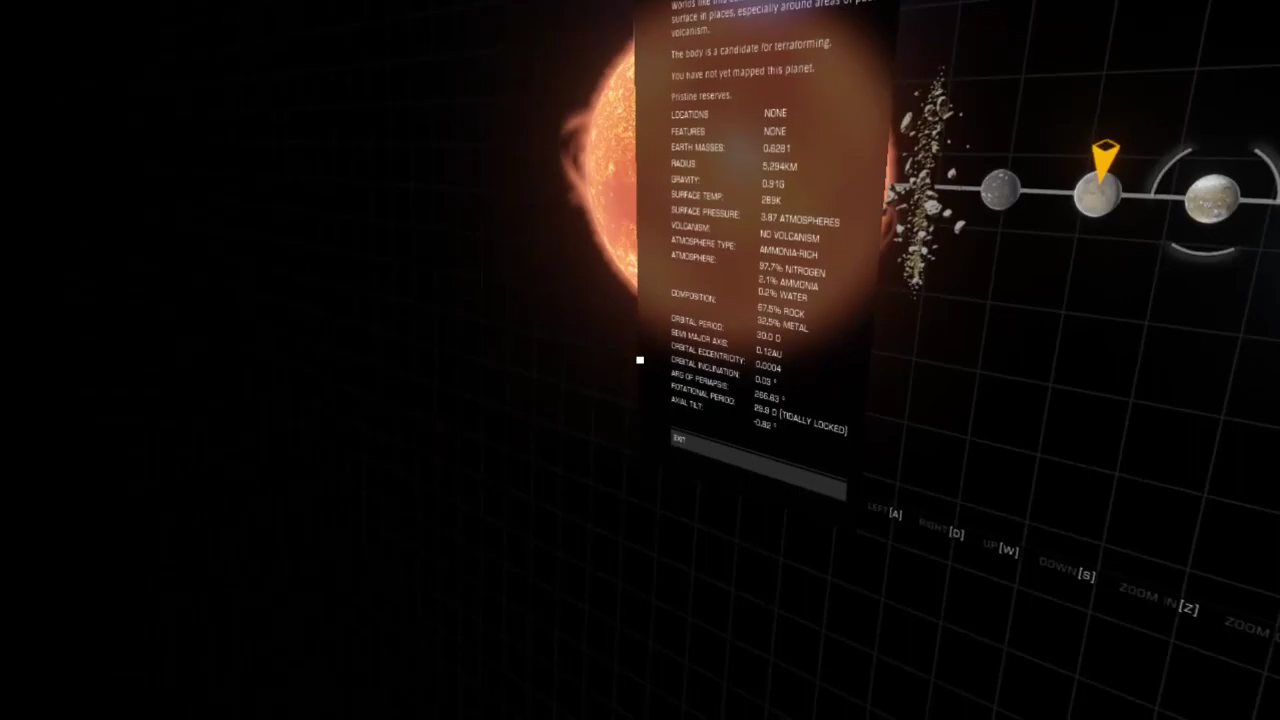 Worlds like this
surface in places, especially around areas of
volcanism.
The body is a candidate for terraforming.
You have not yet mapped this planet.
Pristine reserves.
LOCATIONS NONE
FEATURES NONE
EARTH MASSES: 0.6281
RADIUS: 5,294KM
GRAVITY: 0.91G
SURFACE TEMP: 289K
SURFACE PRESSURE: 3.87 ATMOSPHERES
VOLCANISM: NO VOLCANISM
ATMOSPHERE TYPE: AMMONIA-RICH
ATMOSPHERE: 97.7% NITROGEN
2.1% AMMONIA
0.2% WATER
COMPOSITION: 67.5% ROCK
32.5% METAL
ORBITAL PERIOD: 30.0 D
SEMI MAJOR AXIS: 0.12AU
ORBITAL ECCENTRICITY: 0.0004
ORBITAL INCLINATION: 0.03 °
ARG OF PERIAPSIS: 266.63 °
ROTATIONAL PERIOD: 29.9 D (TIDALLY LOCKED)
AXIAL TILT: -0.82 °
EXIT
LEFT[A] RIGHT[D] UP[W] DOWN[S] ZOOM IN[Z] ZOOM